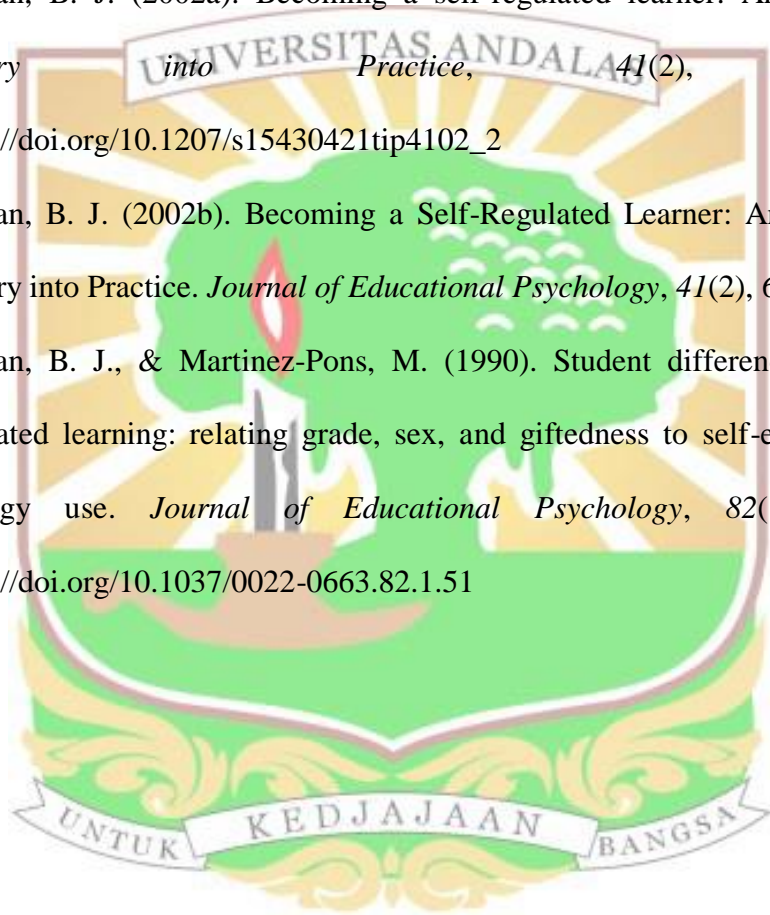 an, B. J. (2002a). Becoming a self-regulated learner: An
UNIVERSITAS ANDALAS
ry into Practice, 41(2),
//doi.org/10.1207/s15430421tip4102_2
an, B. J. (2002b). Becoming a Self-Regulated Learner: An
ry into Practice. Journal of Educational Psychology, 41(2), 6
an, B. J., & Martinez-Pons, M. (1990). Student differen
ated learning: relating grade, sex, and giftedness to self-e
gy use. Journal of Educational Psychology, 82(
//doi.org/10.1037/0022-0663.82.1.51
UNTUK KEDJAJAAN BANGSA